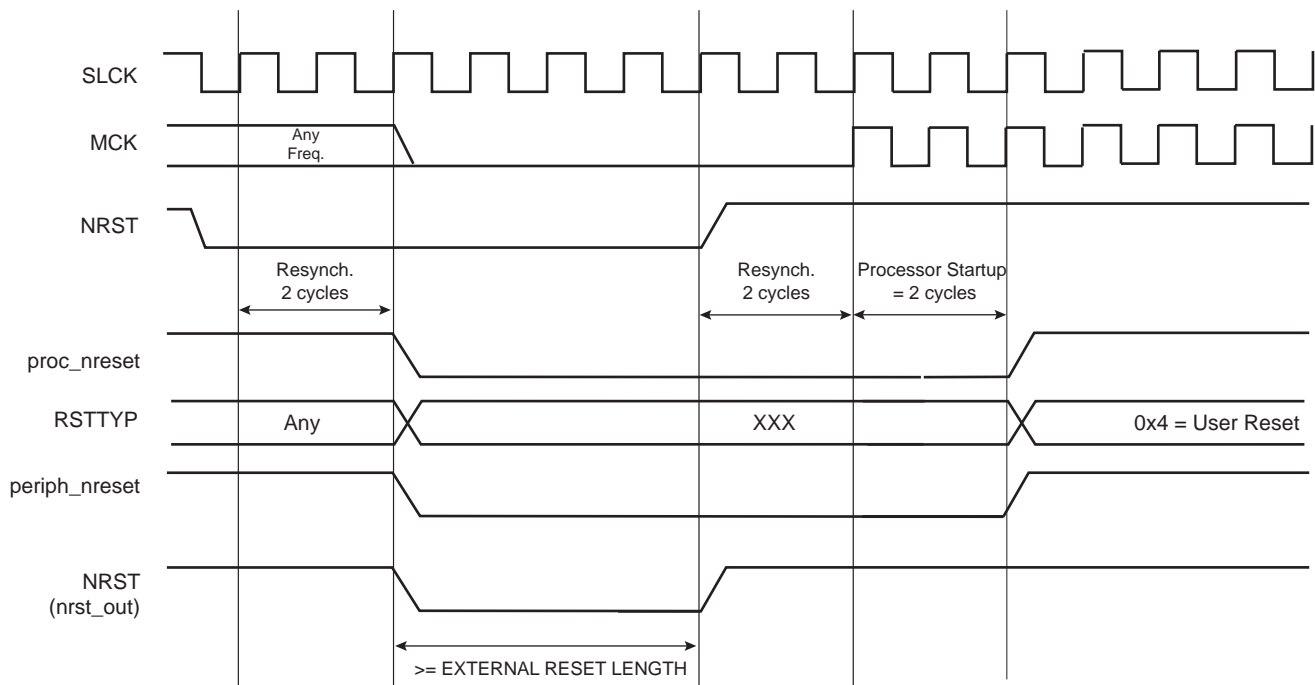 SLCK
MCK
Any
Freq.
NRST
Resynch.
2 cycles
Resynch.
2 cycles
Processor Startup
= 2 cycles
proc_nreset
RSTTYP
Any
XXX
0x4 = User Reset
periph_nreset
NRST
(nrst_out)
>= EXTERNAL RESET LENGTH